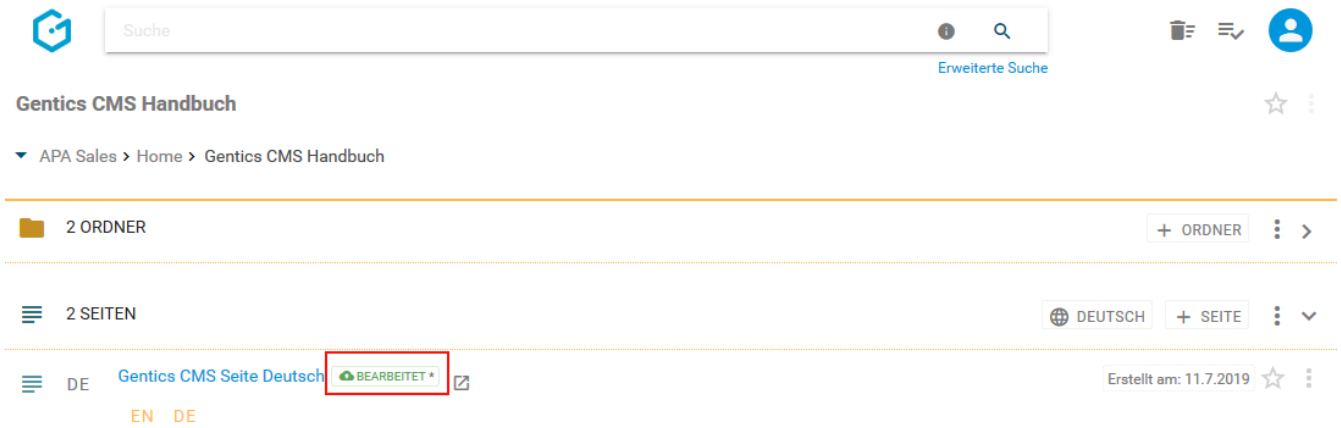 Suche
Erweiterte Suche
Gentics CMS Handbuch
APA Sales > Home > Gentics CMS Handbuch
2 ORDNER + ORDNER
2 SEITEN DEUTSCH + SEITE
DE Gentics CMS Seite Deutsch BEARBEITET * Erstellt am: 11.7.2019
EN DE